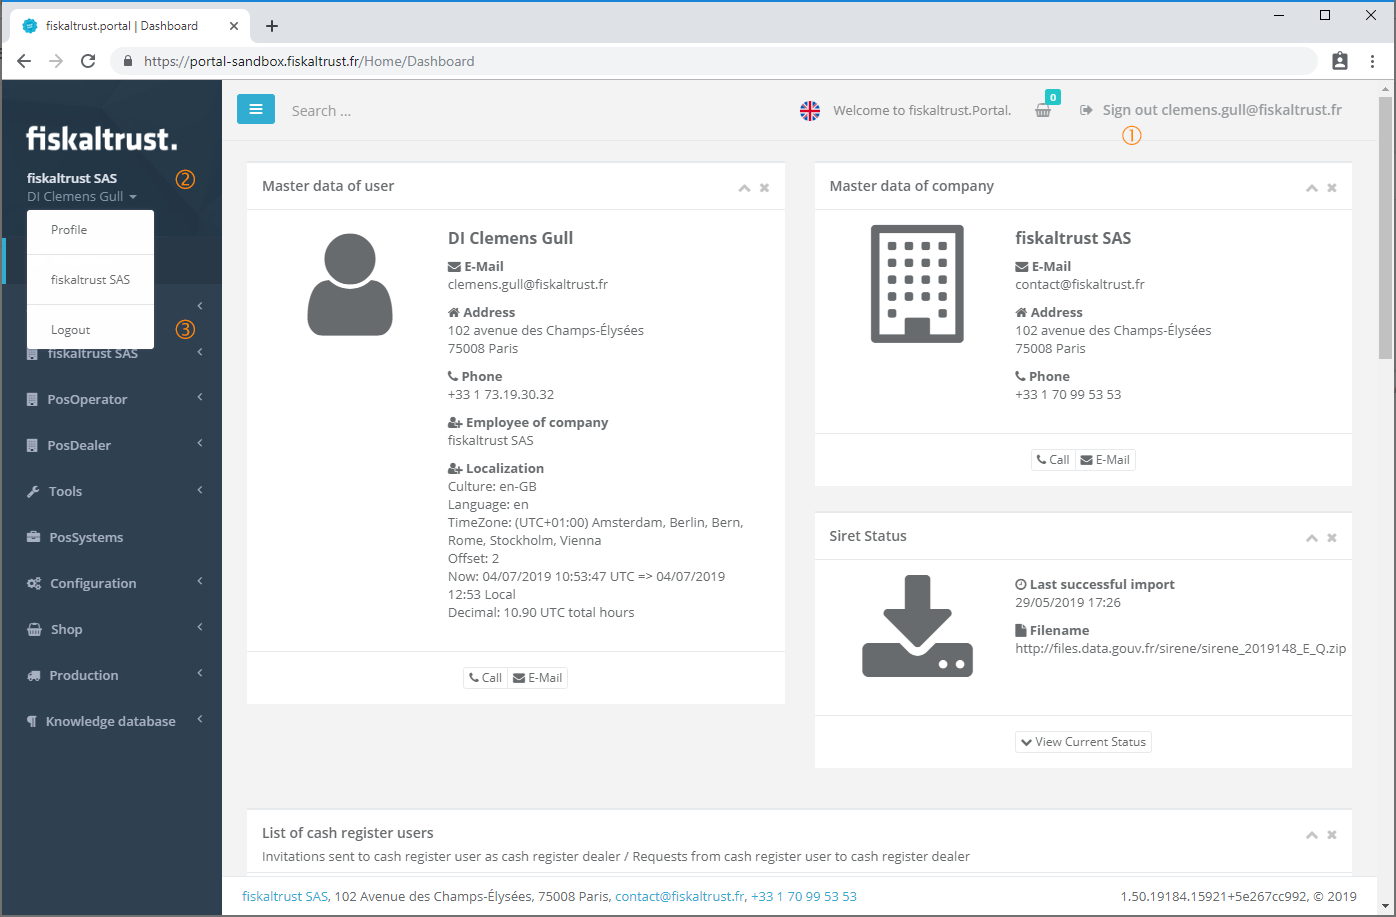 fiskaltrust.portal | Dashboard
https://portal-sandbox.fiskaltrust.fr/Home/Dashboard
fiskaltrust.
fiskaltrust SAS
②
DI Clemens Gull
Profile
fiskaltrust SAS
Logout
③
fiskaltrust SAS
PosOperator
PosDealer
Tools
PosSystems
Configuration
Shop
Production
Knowledge database
Search ...
Welcome to fiskaltrust.Portal.
0
Sign out clemens.gull@fiskaltrust.fr
①
Master data of user
DI Clemens Gull
E-Mail
clemens.gull@fiskaltrust.fr
Address
102 avenue des Champs-Élysées
75008 Paris
Phone
+33 1 73.19.30.32
Employee of company
fiskaltrust SAS
Localization
Culture: en-GB
Language: en
TimeZone: (UTC+01:00) Amsterdam, Berlin, Bern,
Rome, Stockholm, Vienna
Offset: 2
Now: 04/07/2019 10:53:47 UTC => 04/07/2019
12:53 Local
Decimal: 10.90 UTC total hours
Call E-Mail
Master data of company
fiskaltrust SAS
E-Mail
contact@fiskaltrust.fr
Address
102 avenue des Champs-Élysées
75008 Paris
Phone
+33 1 70 99 53 53
Call E-Mail
Siret Status
Last successful import
29/05/2019 17:26
Filename
http://files.data.gouv.fr/sirene/sirene_2019148_E_Q.zip
View Current Status
List of cash register users
Invitations sent to cash register user as cash register dealer / Requests from cash register user to cash register dealer
fiskaltrust SAS, 102 Avenue des Champs-Élysées, 75008 Paris, contact@fiskaltrust.fr, +33 1 70 99 53 53
1.50.19184.15921+5e267cc992, © 2019